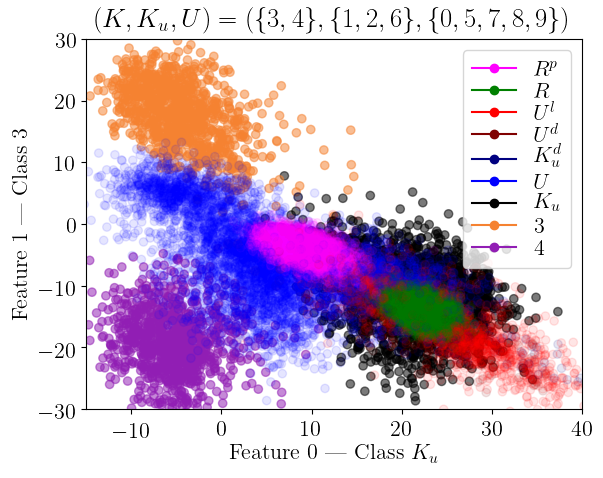 (K, K_u, U) = ({3, 4}, {1, 2, 6}, {0, 5, 7, 8, 9})
30
20
10
0
−10
−20
−30
Feature 1 — Class 3
R^p
R
U^l
U^d
K_u^d
U
K_u
3
4
−10
0
10
20
30
40
Feature 0 — Class K_u